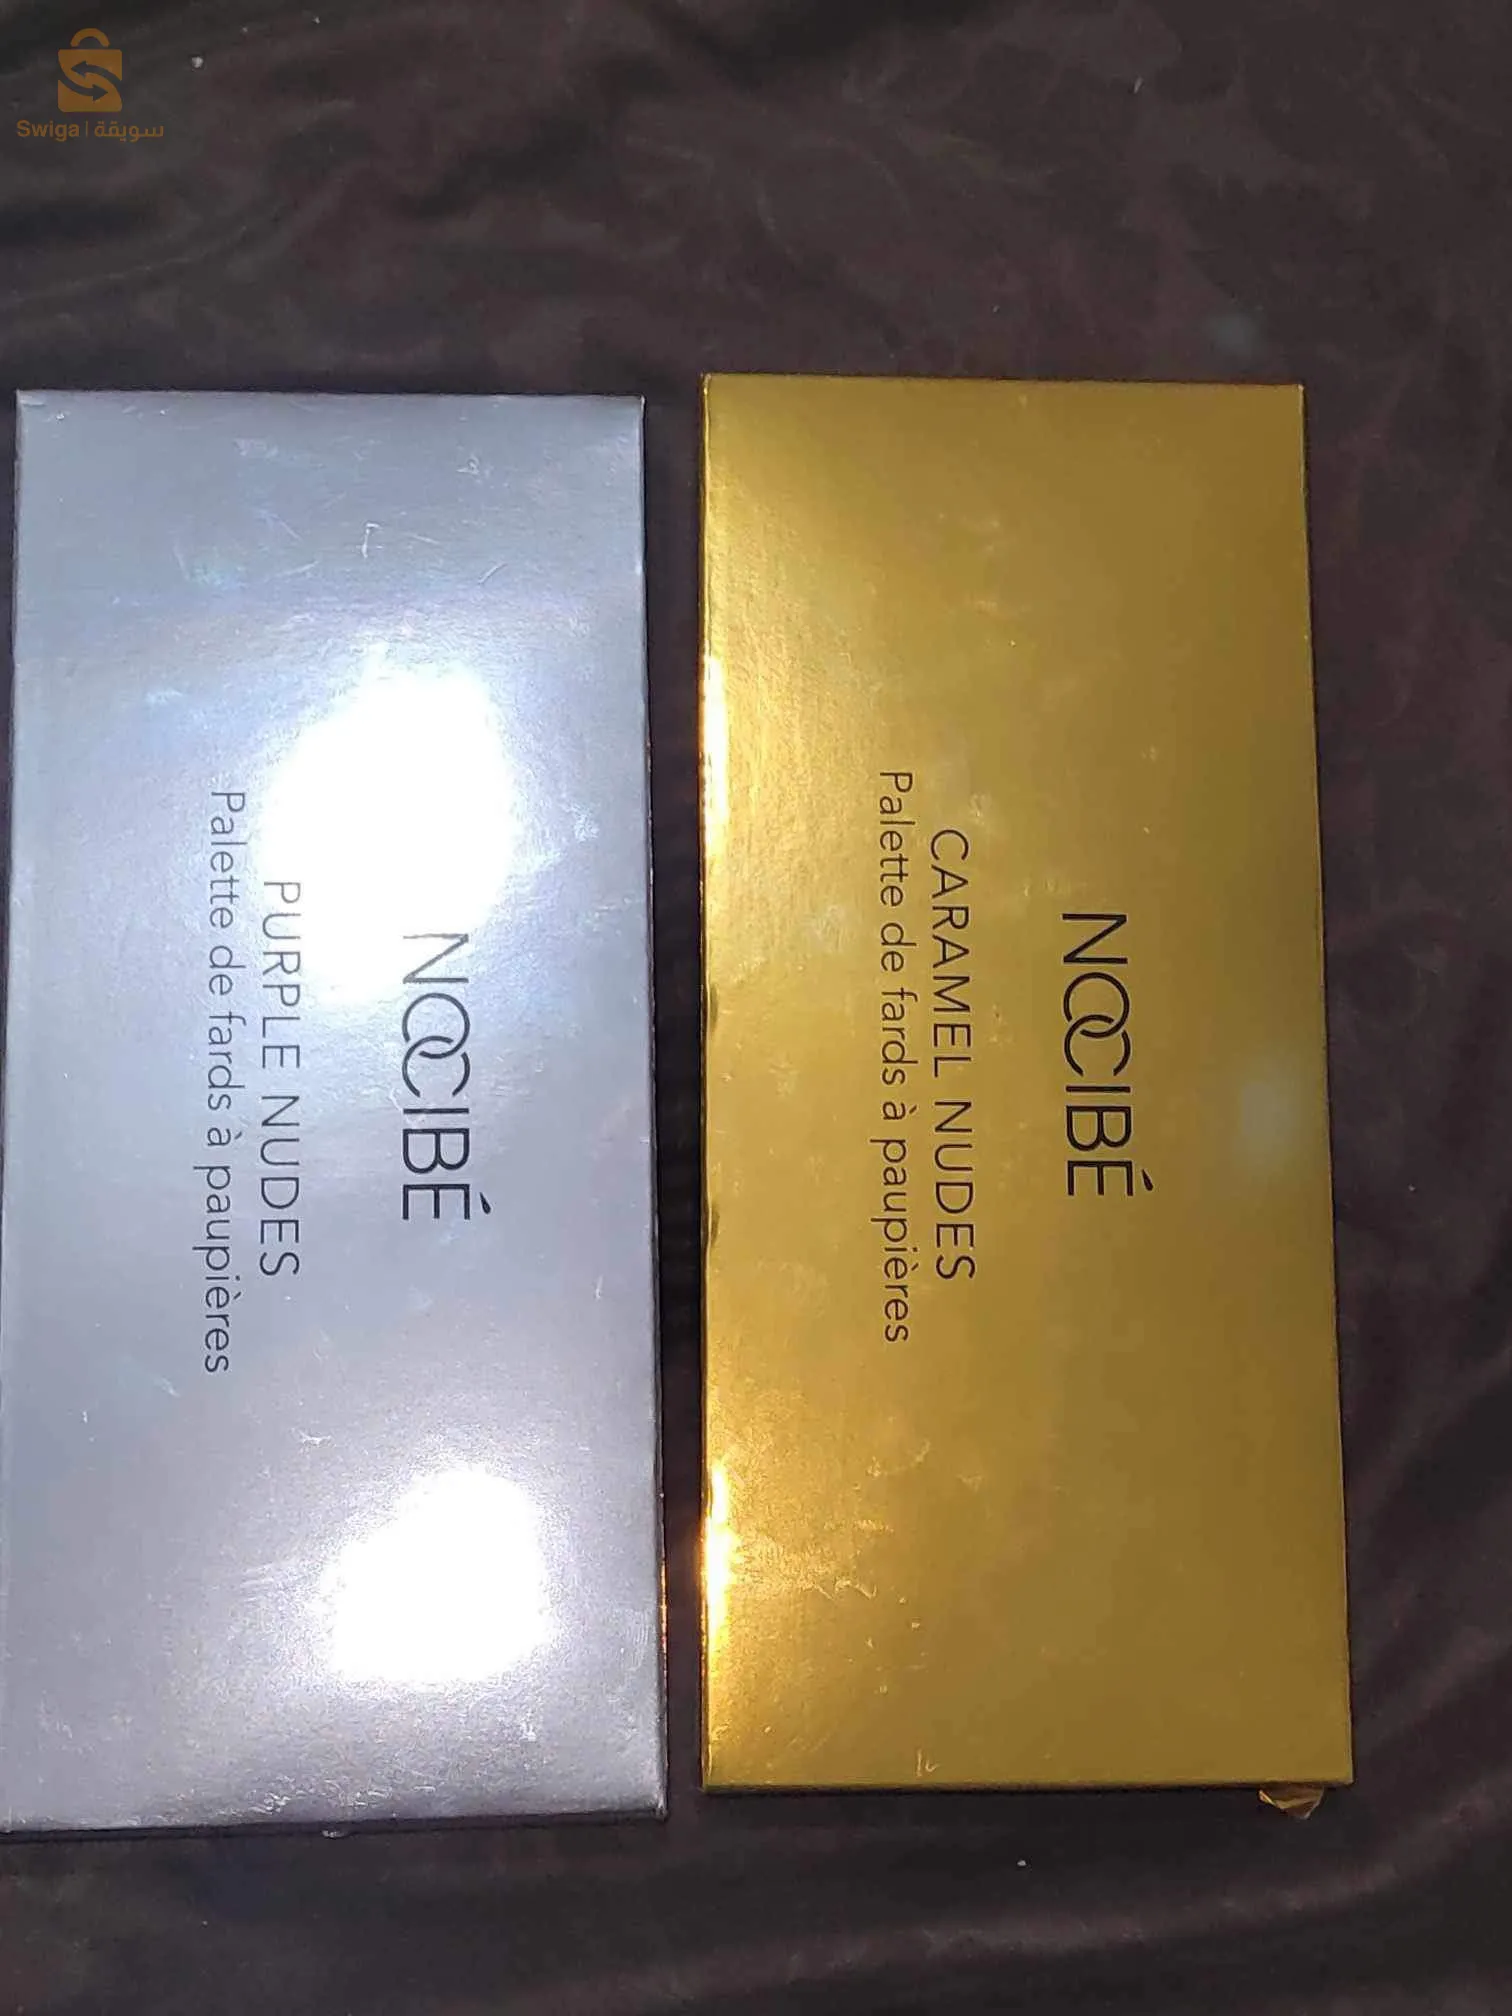 Swiga | سويقة
NOCIBÉ
PURPLE NUDES
Palette de fards à paupières
NOCIBÉ
CARAMEL NUDES
Palette de fards à paupières